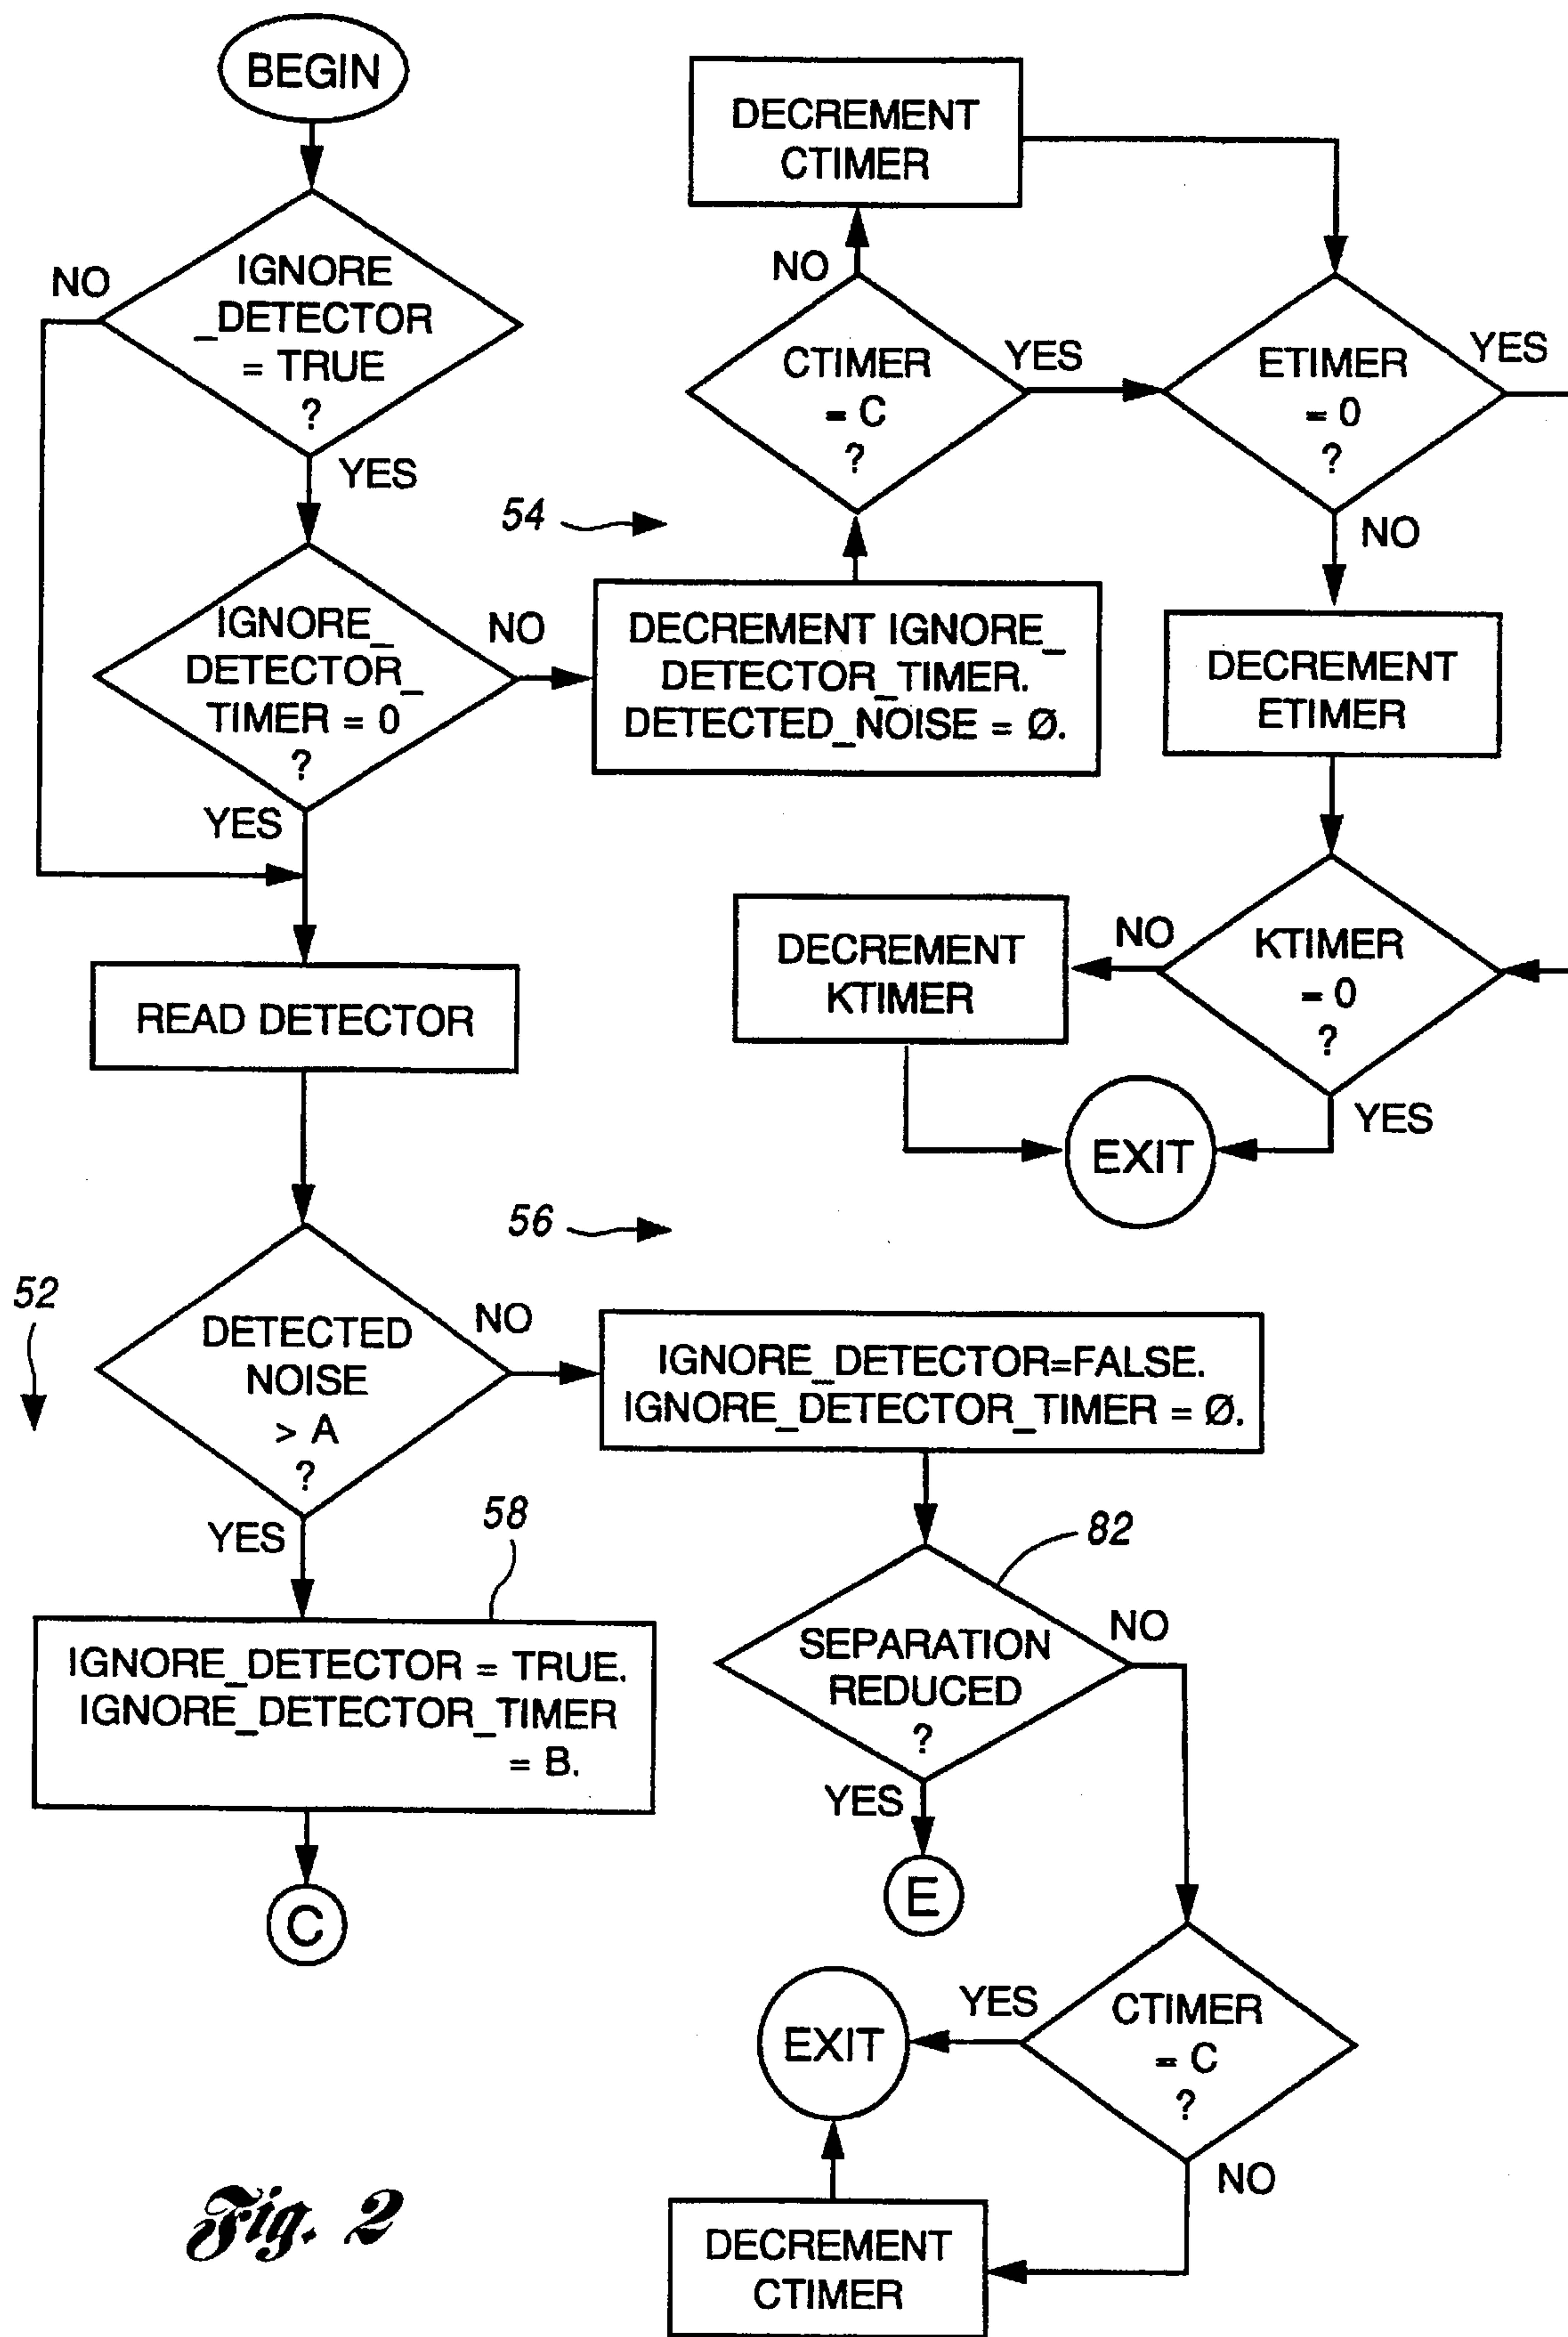 BEGIN
NO
IGNORE
_DETECTOR
= TRUE
?
YES
IGNORE_
DETECTOR_
TIMER = 0
?
NO
YES
DECREMENT IGNORE_
DETECTOR_TIMER.
DETECTED_NOISE = Ø.
54
CTIMER
= C
?
NO
YES
DECREMENT
CTIMER
ETIMER
= 0
?
YES
NO
DECREMENT
ETIMER
KTIMER
= 0
?
NO
YES
DECREMENT
KTIMER
EXIT
READ DETECTOR
56
52
DETECTED
NOISE
> A
?
NO
YES
58
IGNORE_DETECTOR = TRUE.
IGNORE_DETECTOR_TIMER
= B.
C
IGNORE_DETECTOR=FALSE.
IGNORE_DETECTOR_TIMER = Ø.
82
SEPARATION
REDUCED
?
NO
YES
E
CTIMER
= C
?
YES
NO
EXIT
DECREMENT
CTIMER
Fig. 2